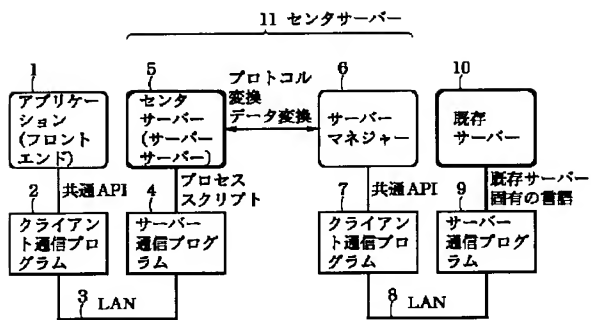 11 センタサーバー
1
アプリケー
ション
(フロント
エンド)
5
センタ
サーバー
(サーバー
サーバー)
プロトコル
変換
データ変換
6
サーバー
マネジャー
10
既存
サーバー
2
共通API
4
プロセス
スクリプト
7
共通API
9
既存サーバー
固有の言語
クライアン
ト通信プロ
グラム
サーバー
通信プログ
ラム
クライアン
ト通信プロ
グラム
サーバー
通信プログ
ラム
3
LAN
8
LAN